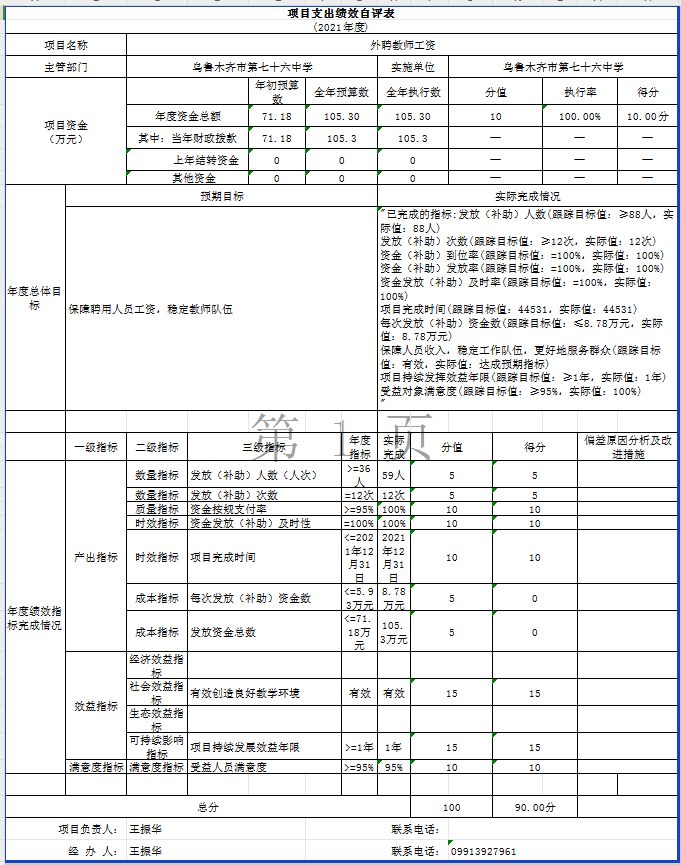 项目支出绩效自评表
(2021年度)
项目名称 外聘教师工资
主管部门 乌鲁木齐市第七十六中学 实施单位 乌鲁木齐市第七十六中学
项目资金（万元） 年初预算数 全年预算数 全年执行数 分值 执行率 得分
年度资金总额 71.18 105.30 105.30 10 100.00% 10.00分
其中：当年财政拨款 71.18 105.3 105.3 — — —
上年结转资金 0 0 0 — — —
其他资金 0 0 0 — — —
年度总体目标 预期目标 实际完成情况
保障聘用人员工资，稳定教师队伍
"已完成的指标:发放（补助）人数(跟踪目标值：≥88人，实际值：88人)
发放（补助）次数(跟踪目标值：≥12次，实际值：12次)
资金（补助）到位率(跟踪目标值：=100%，实际值：100%)
资金（补助）发放率(跟踪目标值：=100%，实际值：100%)
资金发放（补助）及时率(跟踪目标值：=100%，实际值：100%)
项目完成时间(跟踪目标值：44531，实际值：44531)
每次发放（补助）资金数(跟踪目标值：≤8.78万元，实际值：8.78万元)
保障人员收入，稳定工作队伍，更好地服务群众(跟踪目标值：有效，实际值：达成预期指标)
项目持续发挥效益年限(跟踪目标值：≥1年，实际值：1年)
受益对象满意度(跟踪目标值：≥95%，实际值：100%)
"
第 1 页
年度绩效指标完成情况 一级指标 二级指标 三级指标 年度指标 实际完成 分值 得分 偏差原因分析及改进措施
产出指标 数量指标 发放（补助）人数（人次） >=36人 59人 5 5
数量指标 发放（补助）次数 =12次 12次 5 5
质量指标 资金按规支付率 >=95% 100% 10 10
时效指标 资金发放（补助）及时性 =100% 100% 10 10
时效指标 项目完成时间 <=2021年12月31日 2021年12月31日 10 10
成本指标 每次发放（补助）资金数 <=5.93万元 8.78万元 5 0
成本指标 发放资金总数 <=71.18万元 105.3万元 5 0
效益指标 经济效益指标
社会效益指标 有效创造良好教学环境 有效 有效 15 15
生态效益指标
可持续影响指标 项目持续发展效益年限 >=1年 1年 15 15
满意度指标 满意度指标 受益人员满意度 >=95% 95% 10 10
总分 100 90.00分
项目负责人： 王振华 联系电话：
经 办 人： 王振华 联系电话： 09913927961